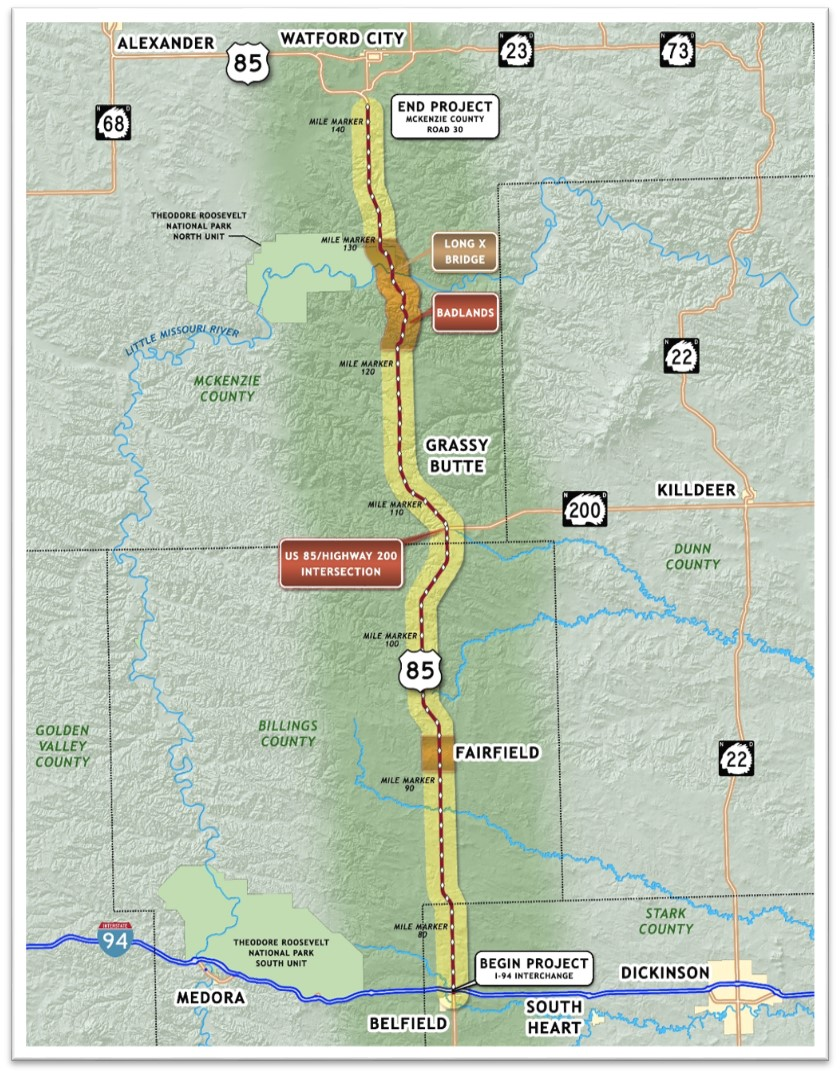 ALEXANDER
WATFORD CITY
85
N D
23
N D
73
N D
68
END PROJECT
MCKENZIE COUNTY
ROAD 30
MILE MARKER
140
THEODORE ROOSEVELT
NATIONAL PARK
NORTH UNIT
MILE MARKER
130
LONG X
BRIDGE
BADLANDS
LITTLE MISSOURI RIVER
MILE MARKER
120
N D
22
MCKENZIE
COUNTY
GRASSY
BUTTE
KILLDEER
MILE MARKER
110
N D
200
US 85/HIGHWAY 200
INTERSECTION
DUNN
COUNTY
MILE MARKER
100
85
GOLDEN
VALLEY
COUNTY
BILLINGS
COUNTY
FAIRFIELD
N D
22
MILE MARKER
90
STARK
COUNTY
MILE MARKER
80
INTERSTATE
94
THEODORE ROOSEVELT
NATIONAL PARK
SOUTH UNIT
BEGIN PROJECT
I-94 INTERCHANGE
DICKINSON
MEDORA
BELFIELD
SOUTH
HEART